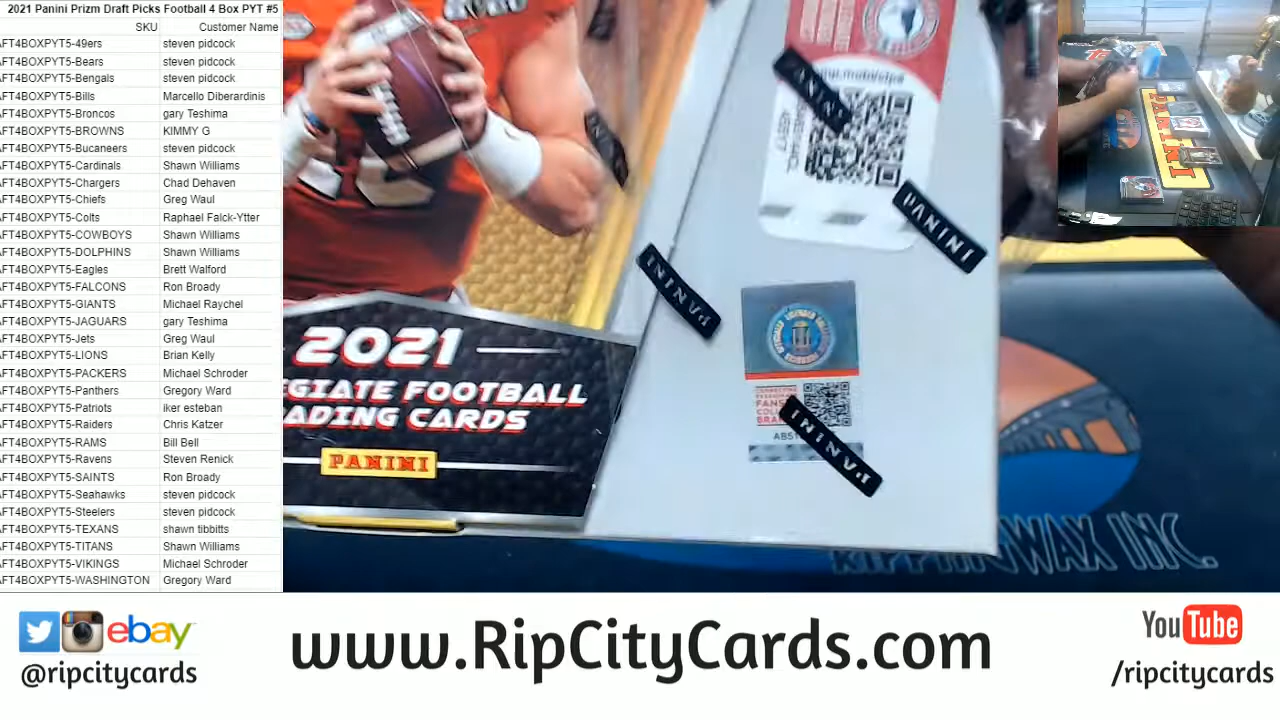 2021 Panini Prizm Draft Picks Football 4 Box PYT #5
SKU Customer Name
AFT4BOXPYT5-49ers steven pidcock
AFT4BOXPYT5-Bears steven pidcock
AFT4BOXPYT5-Bengals steven pidcock
AFT4BOXPYT5-Bills Marcello Diberardinis
AFT4BOXPYT5-Broncos gary Teshima
AFT4BOXPYT5-BROWNS KIMMY G
AFT4BOXPYT5-Bucaneers steven pidcock
AFT4BOXPYT5-Cardinals Shawn Williams
AFT4BOXPYT5-Chargers Chad Dehaven
AFT4BOXPYT5-Chiefs Greg Waul
AFT4BOXPYT5-Colts Raphael Falck-Ytter
AFT4BOXPYT5-COWBOYS Shawn Williams
AFT4BOXPYT5-DOLPHINS Shawn Williams
AFT4BOXPYT5-Eagles Brett Walford
AFT4BOXPYT5-FALCONS Ron Broady
AFT4BOXPYT5-GIANTS Michael Raychel
AFT4BOXPYT5-JAGUARS gary Teshima
AFT4BOXPYT5-Jets Greg Waul
AFT4BOXPYT5-LIONS Brian Kelly
AFT4BOXPYT5-PACKERS Michael Schroder
AFT4BOXPYT5-Panthers Gregory Ward
AFT4BOXPYT5-Patriots iker esteban
AFT4BOXPYT5-Raiders Chris Katzer
AFT4BOXPYT5-RAMS Bill Bell
AFT4BOXPYT5-Ravens Steven Renick
AFT4BOXPYT5-SAINTS Ron Broady
AFT4BOXPYT5-Seahawks steven pidcock
AFT4BOXPYT5-Steelers steven pidcock
AFT4BOXPYT5-TEXANS shawn tibbitts
AFT4BOXPYT5-TITANS Shawn Williams
AFT4BOXPYT5-VIKINGS Michael Schroder
AFT4BOXPYT5-WASHINGTON Gregory Ward
PANINI
PANINI
PANINI
PANINI
2021
EGIATE FOOTBALL
ADING CARDS
PANINI
PANINI
RIPPINWAX INC.
ebay
@ripcitycards
www.RipCityCards.com
YouTube
/ripcitycards